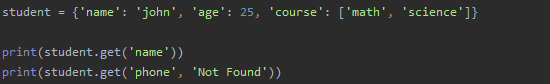 student = {'name': 'john', 'age': 25, 'course': ['math', 'science']}
print(student.get('name'))
print(student.get('phone', 'Not Found'))